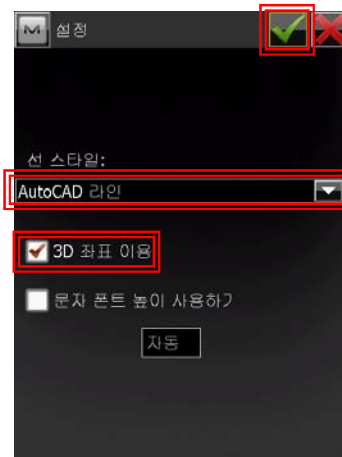 설정
선 스타일:
AutoCAD 라인
3D 좌표 이용
문자 폰트 높이 사용하
자동